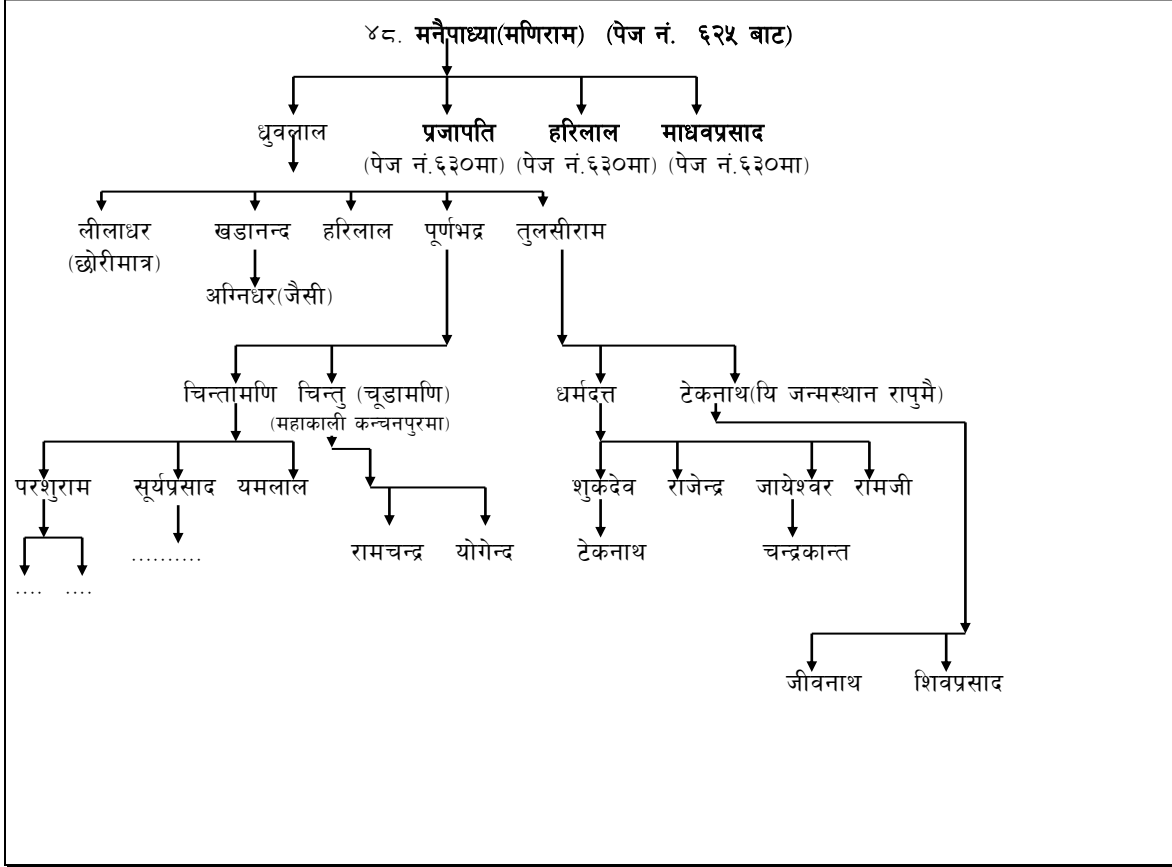 ४८. मनैपाध्या(मणिराम) (पेज नं. ६२५ बाट)
ध्रुवलाल प्रजापति हरिलाल माधवप्रसाद
(पेज नं.६३०मा) (पेज नं.६३०मा) (पेज नं.६३०मा)
लीलाधर खडानन्द हरिलाल पूर्णभद्र तुलसीराम
(छोरीमात्र)
अग्निधर(जैसी)
चिन्तामणि चिन्तु (चूडामणि) धर्मदत्त टेकनाथ(यि जन्मस्थान रापुमै)
(महाकाली कन्चनपुरमा)
परशुराम सूर्यप्रसाद यमलाल शुकदेव राजेन्द्र जायेश्वर रामजी
.......... रामचन्द्र योगेन्द टेकनाथ चन्द्रकान्त
.... ....
जीवनाथ शिवप्रसाद